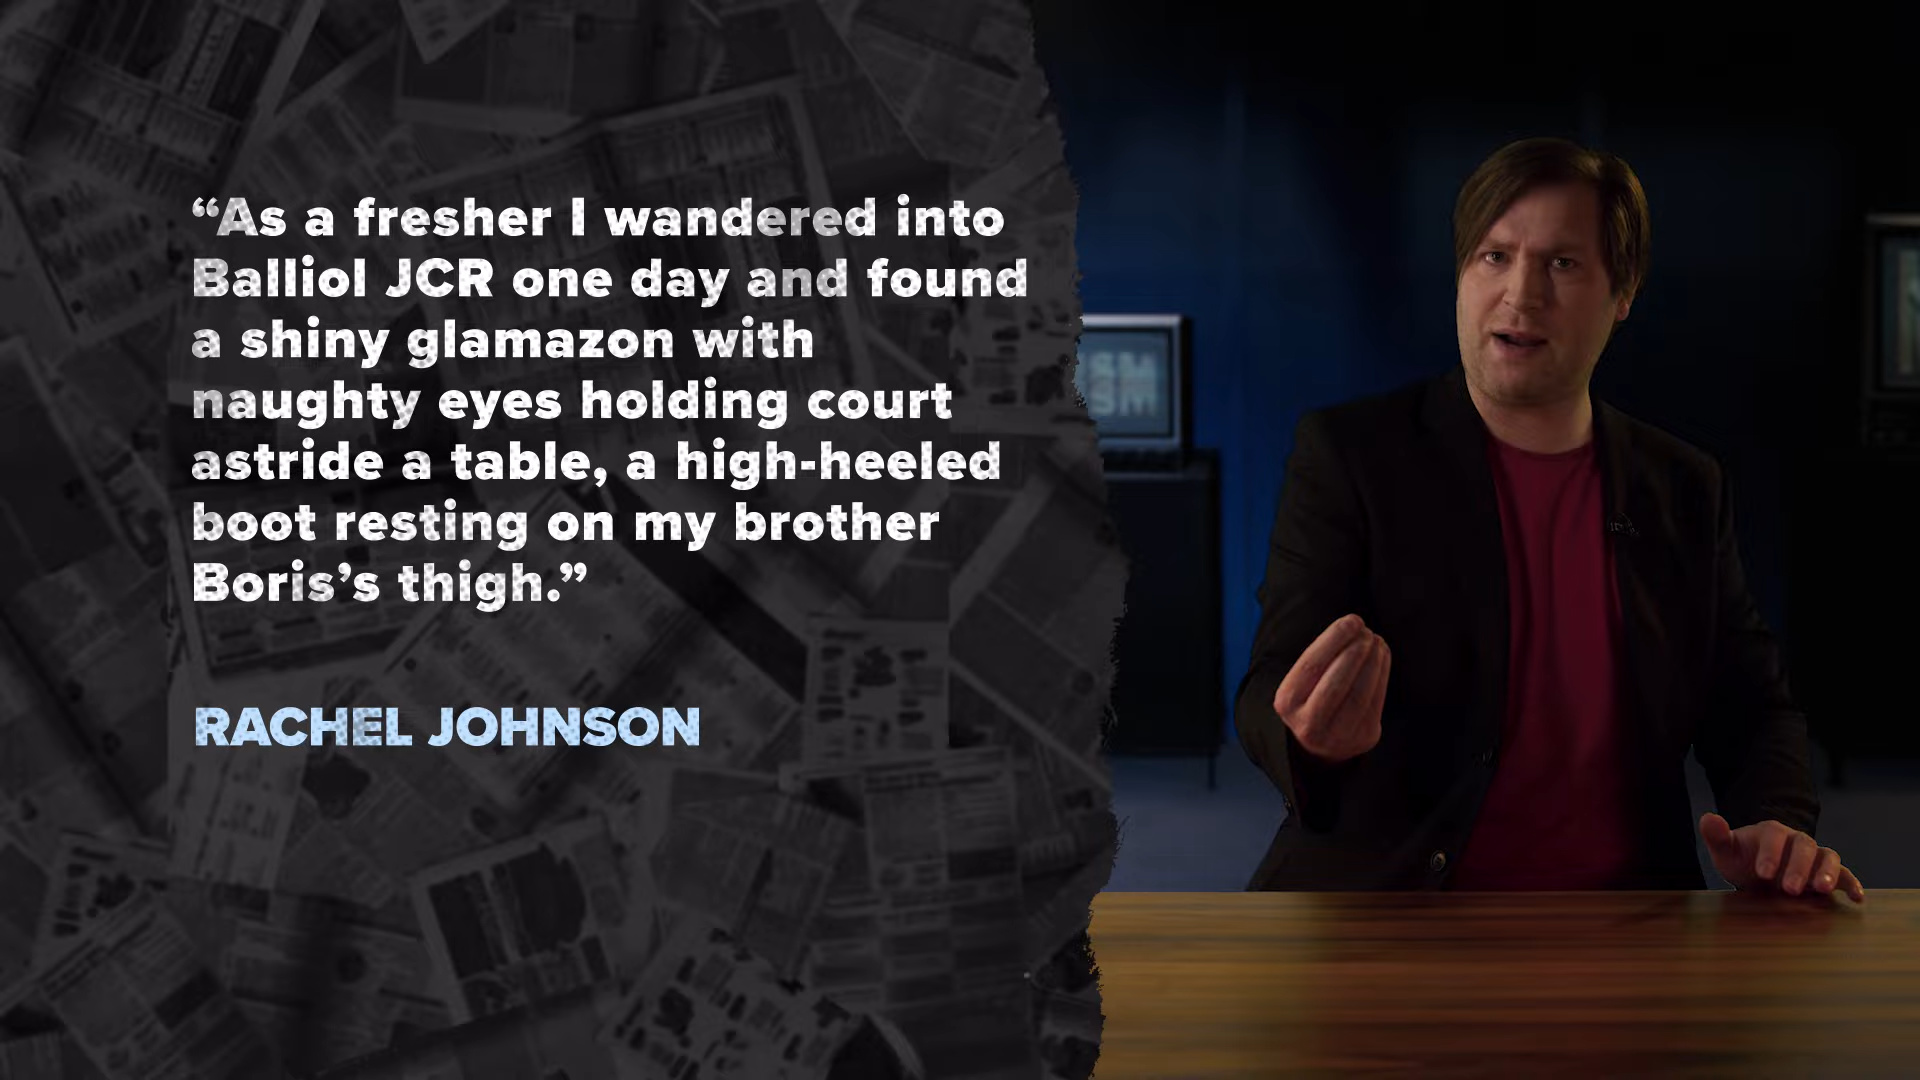 “As a fresher I wandered into
Balliol JCR one day and found
a shiny glamazon with
naughty eyes holding court
astride a table, a high-heeled
boot resting on my brother
Boris’s thigh.”
RACHEL JOHNSON